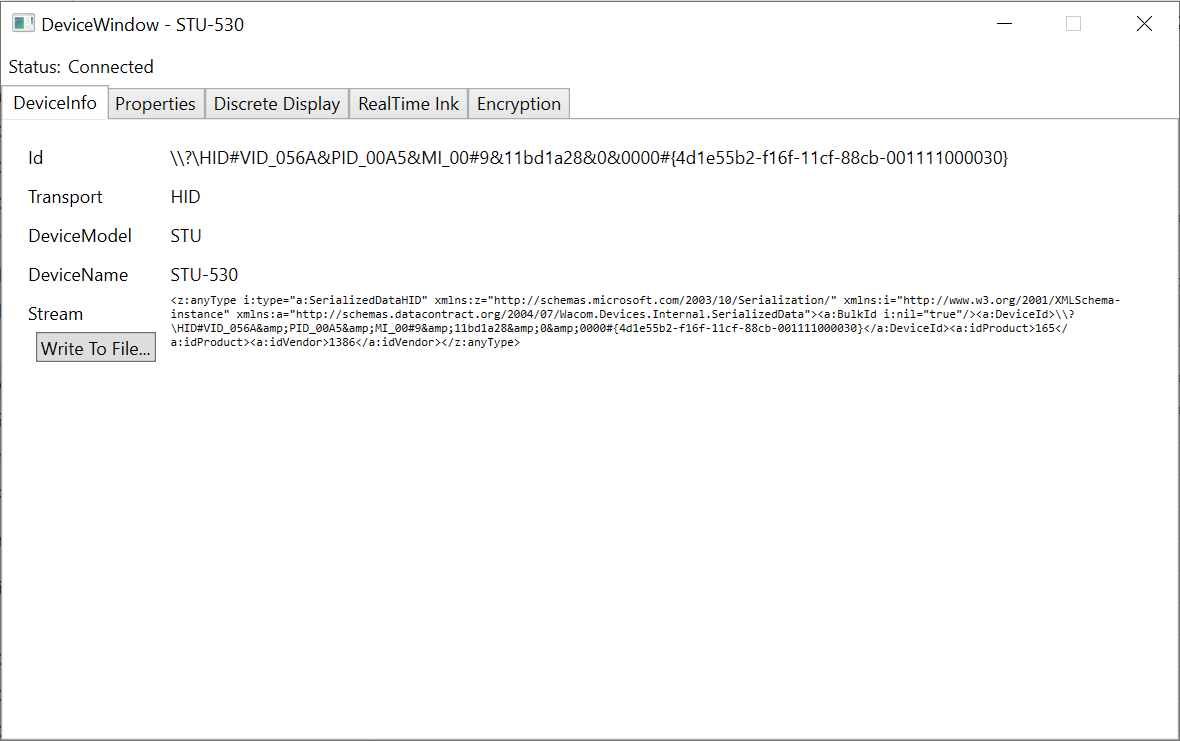 DeviceWindow - STU-530
Status: Connected
DeviceInfo Properties Discrete Display RealTime Ink Encryption
Id \\?\HID#VID_056A&PID_00A5&MI_00#9&11bd1a28&0&0000#{4d1e55b2-f16f-11cf-88cb-001111000030}
Transport HID
DeviceModel STU
DeviceName STU-530
Stream
<z:anyType i:type="a:SerializedDataHID" xmlns:z="http://schemas.microsoft.com/2003/10/Serialization/" xmlns:i="http://www.w3.org/2001/XMLSchema-
instance" xmlns:a="http://schemas.datacontract.org/2004/07/Wacom.Devices.Internal.SerializedData"><a:BulkId i:nil="true"/><a:DeviceId>\\?
\HID#VID_056A&amp;PID_00A5&amp;MI_00#9&amp;11bd1a28&amp;0&amp;0000#{4d1e55b2-f16f-11cf-88cb-001111000030}</a:DeviceId><a:idProduct>165</
a:idProduct><a:idVendor>1386</a:idVendor></z:anyType>
Write To File...